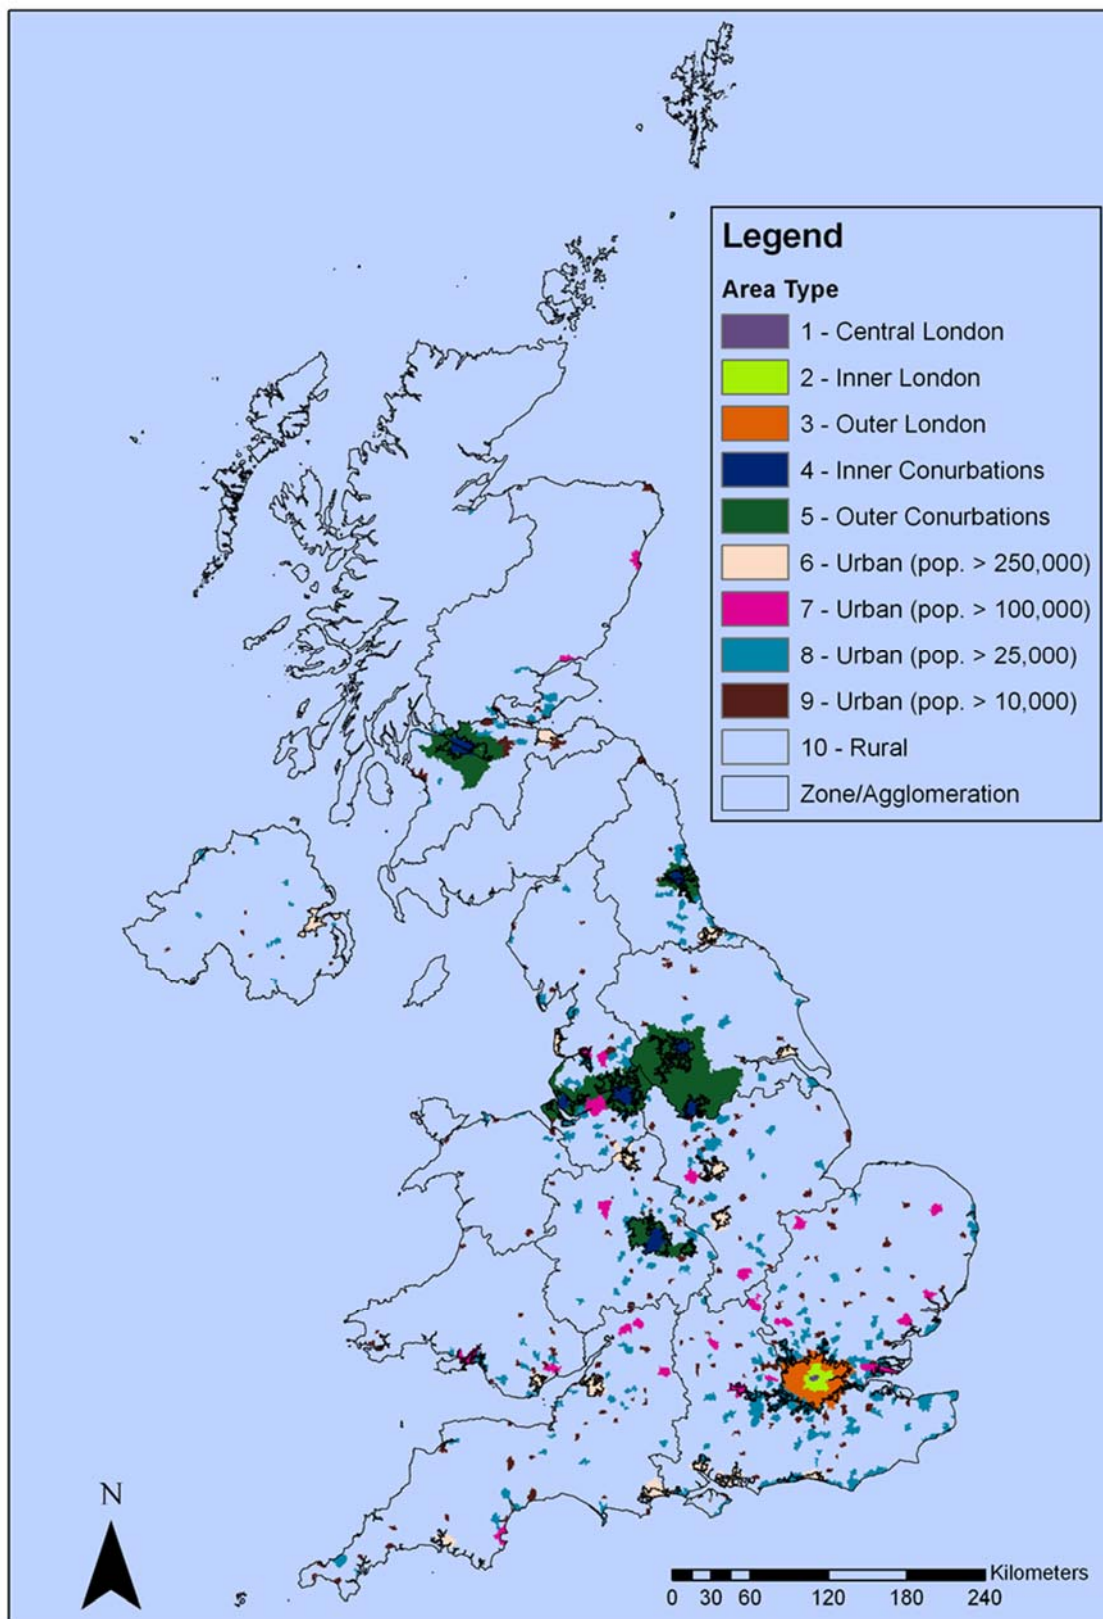 Legend
Area Type
1 - Central London
2 - Inner London
3 - Outer London
4 - Inner Conurbations
5 - Outer Conurbations
6 - Urban (pop. > 250,000)
7 - Urban (pop. > 100,000)
8 - Urban (pop. > 25,000)
9 - Urban (pop. > 10,000)
10 - Rural
Zone/Agglomeration
N
Kilometers
0 30 60 120 180 240